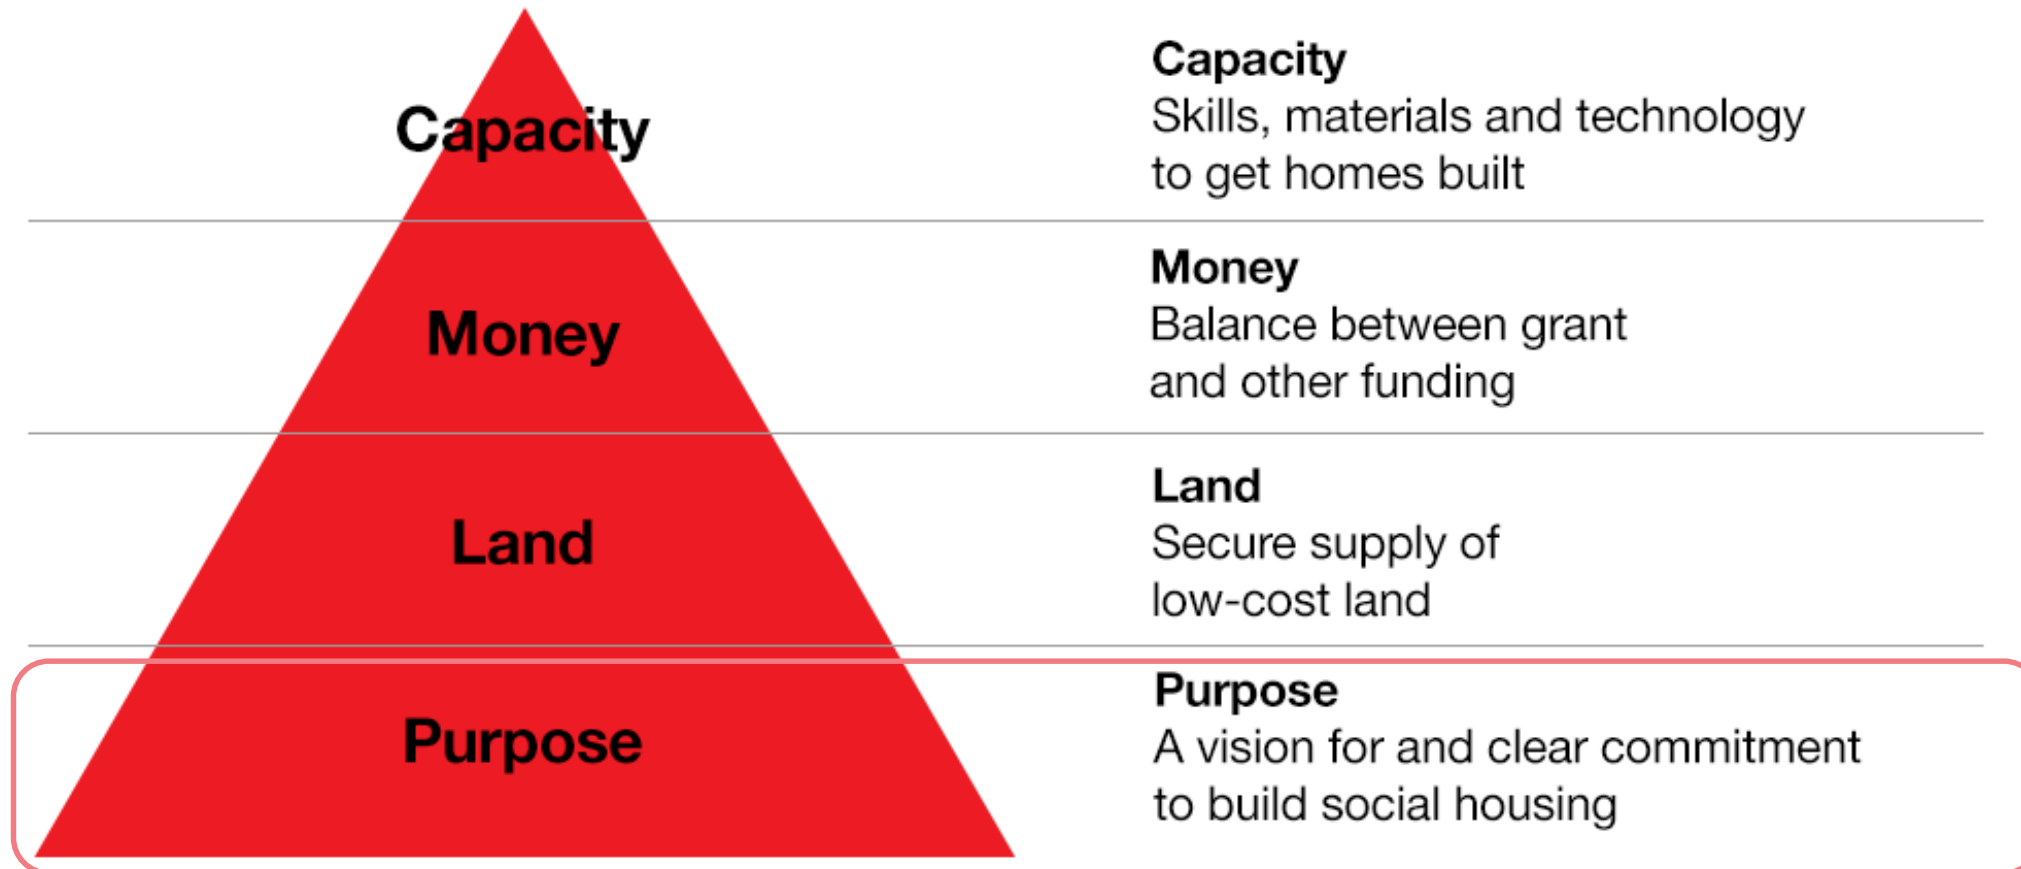 Capacity
Capacity
Skills, materials and technology
to get homes built
Money
Money
Balance between grant
and other funding
Land
Land
Secure supply of
low-cost land
Purpose
Purpose
A vision for and clear commitment
to build social housing